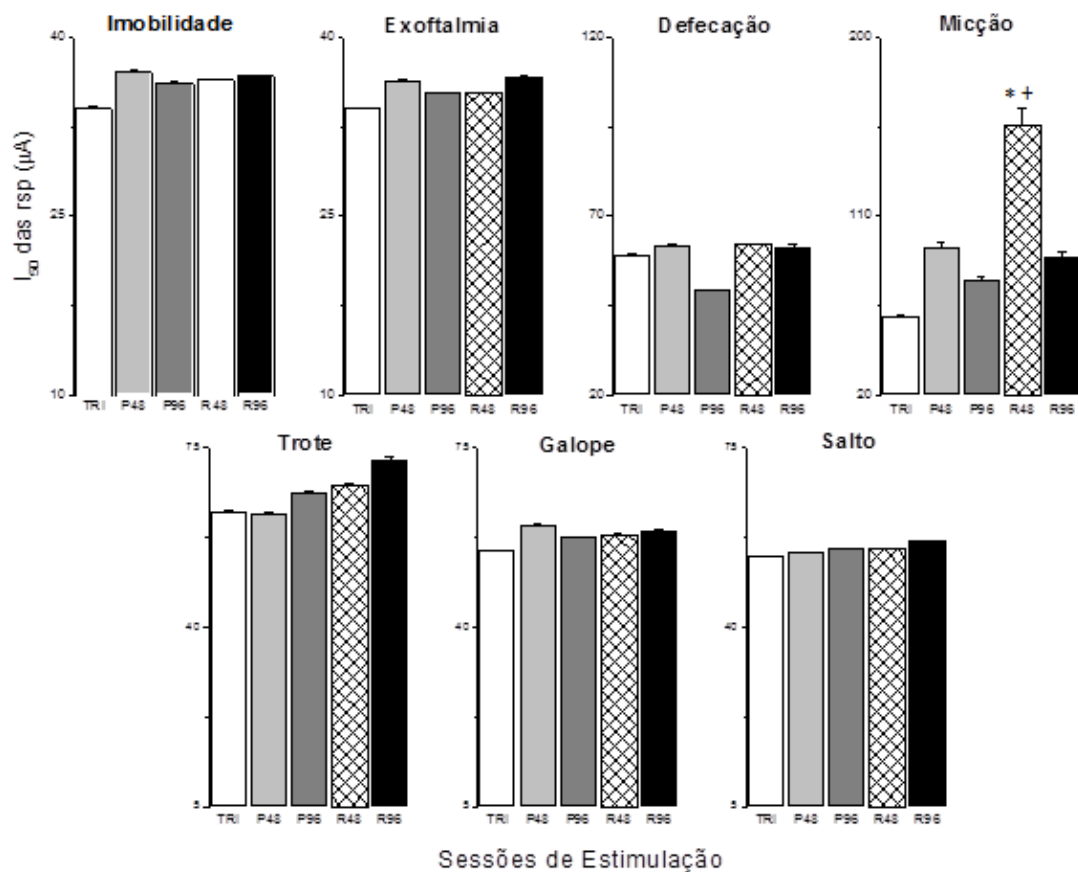 Imobilidade
Exoftalmia
Defecação
Micção
40
25
10
I50 das rsp (µA)
TRI P48 P96 R48 R96
40
25
10
TRI P48 P96 R48 R96
120
70
20
TRI P48 P96 R48 R96
200
110
20
* +
TRI P48 P96 R48 R96
Trote
Galope
Salto
75
40
5
TRI P48 P96 R48 R96
75
40
5
TRI P48 P96 R48 R96
75
40
5
TRI P48 P96 R48 R96
Sessões de Estimulação